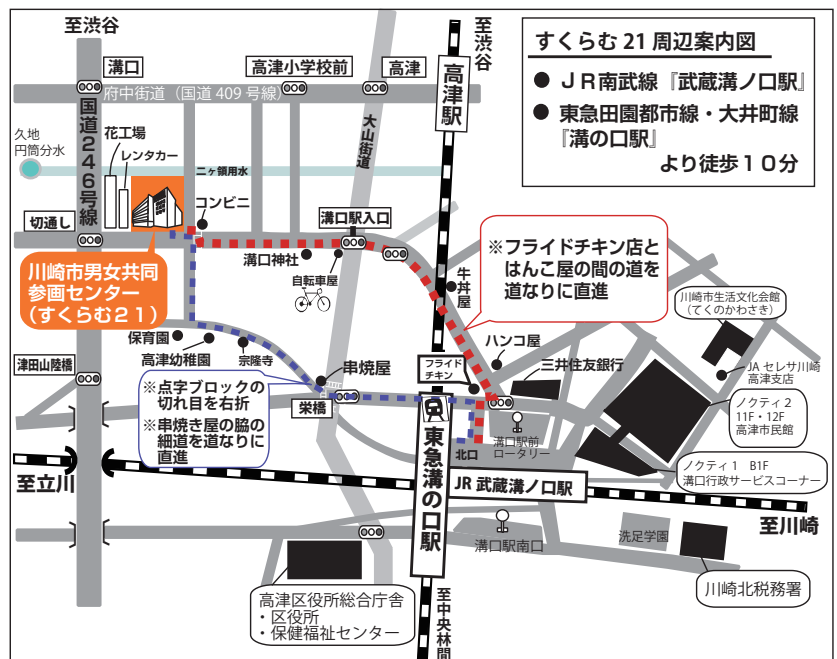 至渋谷
溝口
高津小学校前
高津
至渋谷
高津駅
府中街道（国道409号線）
国道246号線
大山街道
すくらむ21周辺案内図
● ＪＲ南武線『武蔵溝ノ口駅』
● 東急田園都市線・大井町線
『溝の口駅』
より徒歩１０分
久地
円筒分水
花工場
レンタカー
ニヶ領用水
コンビニ
切通し
溝口駅入口
溝口神社
自転車屋
川崎市男女共同
参画センター
(すくらむ２１)
※フライドチキン店と
はんこ屋の間の道を
道なりに直進
牛丼屋
ハンコ屋
川崎市生活文化会館
（てくのかわさき）
保育園
高津幼稚園
宗隆寺
津田山陸橋
串焼屋
フライド
チキン
三井住友銀行
JA セレサ川崎
高津支店
※点字ブロックの
切れ目を右折
※串焼き屋の脇の
細道を道なりに
直進
栄橋
溝口駅前
ロータリー
北口
ノクティ２
11F・12F
高津市民館
東急溝の口駅
JR 武蔵溝ノ口駅
ノクティ１　B1F
溝口行政サービスコーナー
至立川
至川崎
溝口駅南口
洗足学園
川崎北税務署
高津区役所総合庁舎
・区役所
・保健福祉センター
至中央林間